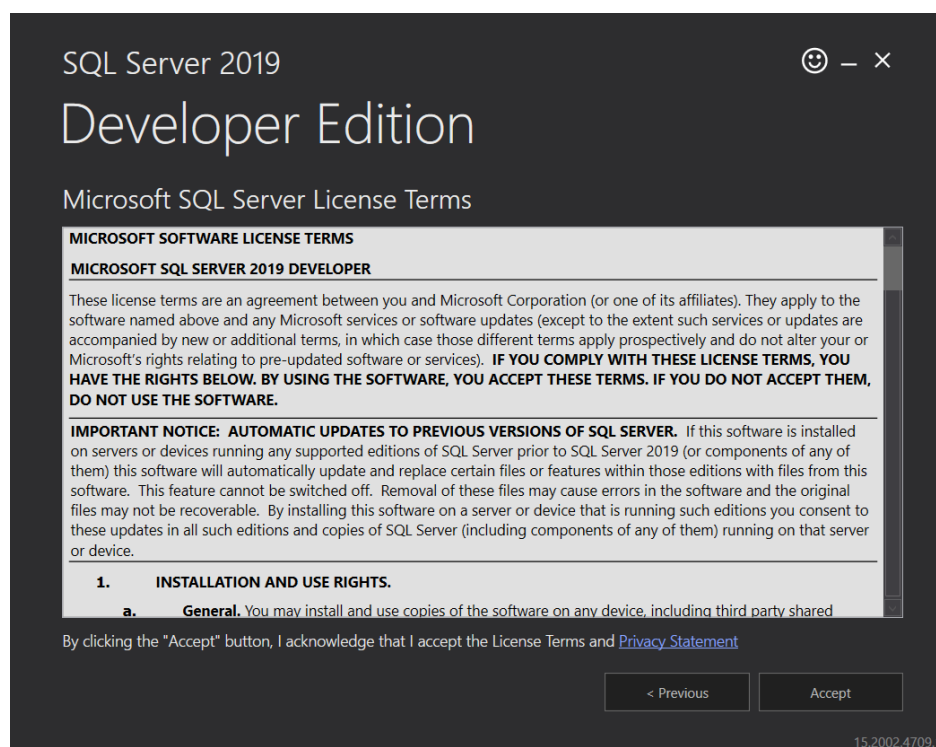 SQL Server 2019
Developer Edition
Microsoft SQL Server License Terms
MICROSOFT SOFTWARE LICENSE TERMS
MICROSOFT SQL SERVER 2019 DEVELOPER
These license terms are an agreement between you and Microsoft Corporation (or one of its affiliates). They apply to the
software named above and any Microsoft services or software updates (except to the extent such services or updates are
accompanied by new or additional terms, in which case those different terms apply prospectively and do not alter your or
Microsoft's rights relating to pre-updated software or services). IF YOU COMPLY WITH THESE LICENSE TERMS, YOU
HAVE THE RIGHTS BELOW. BY USING THE SOFTWARE, YOU ACCEPT THESE TERMS. IF YOU DO NOT ACCEPT THEM,
DO NOT USE THE SOFTWARE.
IMPORTANT NOTICE: AUTOMATIC UPDATES TO PREVIOUS VERSIONS OF SQL SERVER. If this software is installed
on servers or devices running any supported editions of SQL Server prior to SQL Server 2019 (or components of any of
them) this software will automatically update and replace certain files or features within those editions with files from this
software. This feature cannot be switched off. Removal of these files may cause errors in the software and the original
files may not be recoverable. By installing this software on a server or device that is running such editions you consent to
these updates in all such editions and copies of SQL Server (including components of any of them) running on that server
or device.
1. INSTALLATION AND USE RIGHTS.
a. General. You may install and use copies of the software on any device, including third party shared
By clicking the "Accept" button, I acknowledge that I accept the License Terms and Privacy Statement
< Previous Accept
15.2002.4709